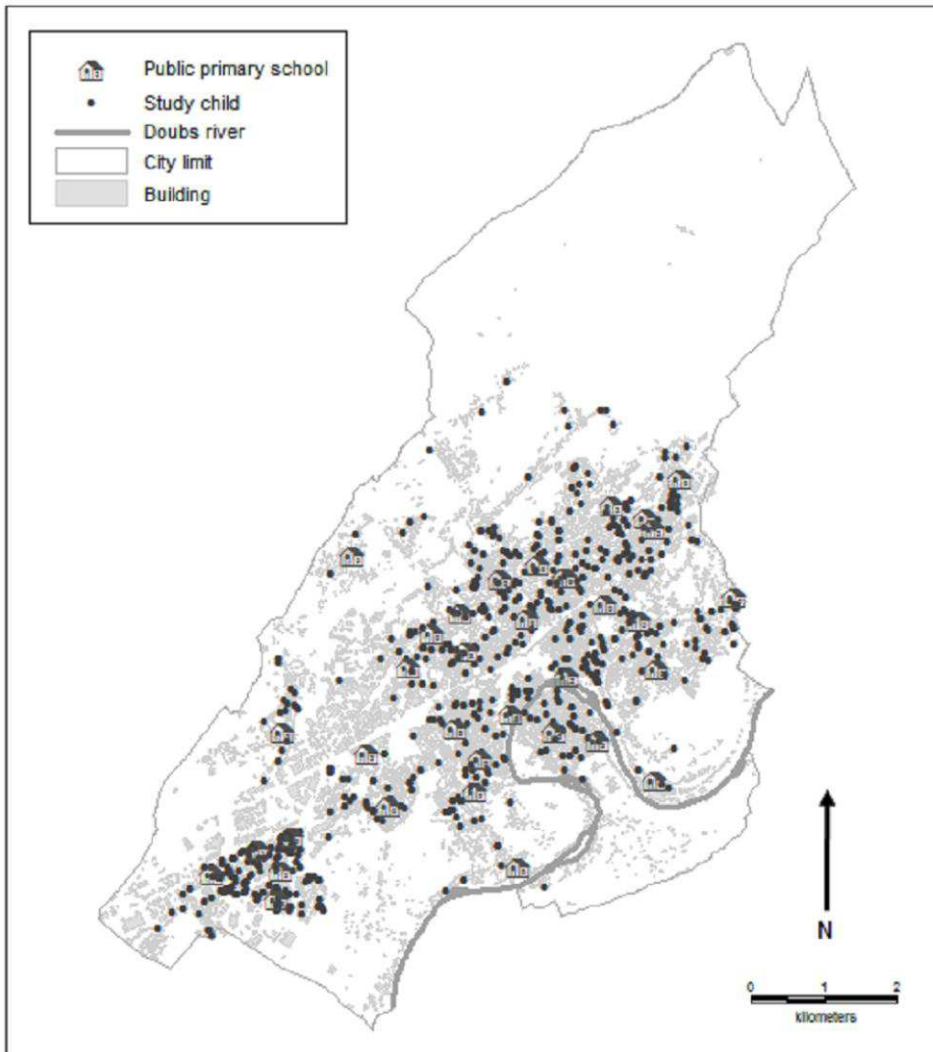 Public primary school
Study child
Doubs river
City limit
Building
N
0 1 2
kilometers